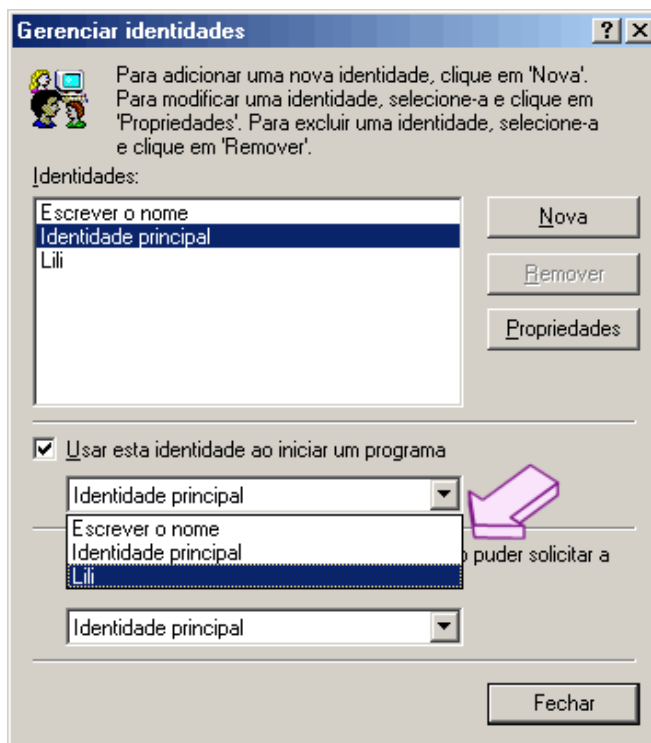 Gerenciar identidades
Para adicionar uma nova identidade, clique em 'Nova'.
Para modificar uma identidade, selecione-a e clique em
'Propriedades'. Para excluir uma identidade, selecione-a
e clique em 'Remover'.
Identidades:
Escrever o nome
Identidade principal
Lili
Nova
Remover
Propriedades
Usar esta identidade ao iniciar um programa
Identidade principal
Escrever o nome
Identidade principal
Lili
puder solicitar a
Identidade principal
Fechar